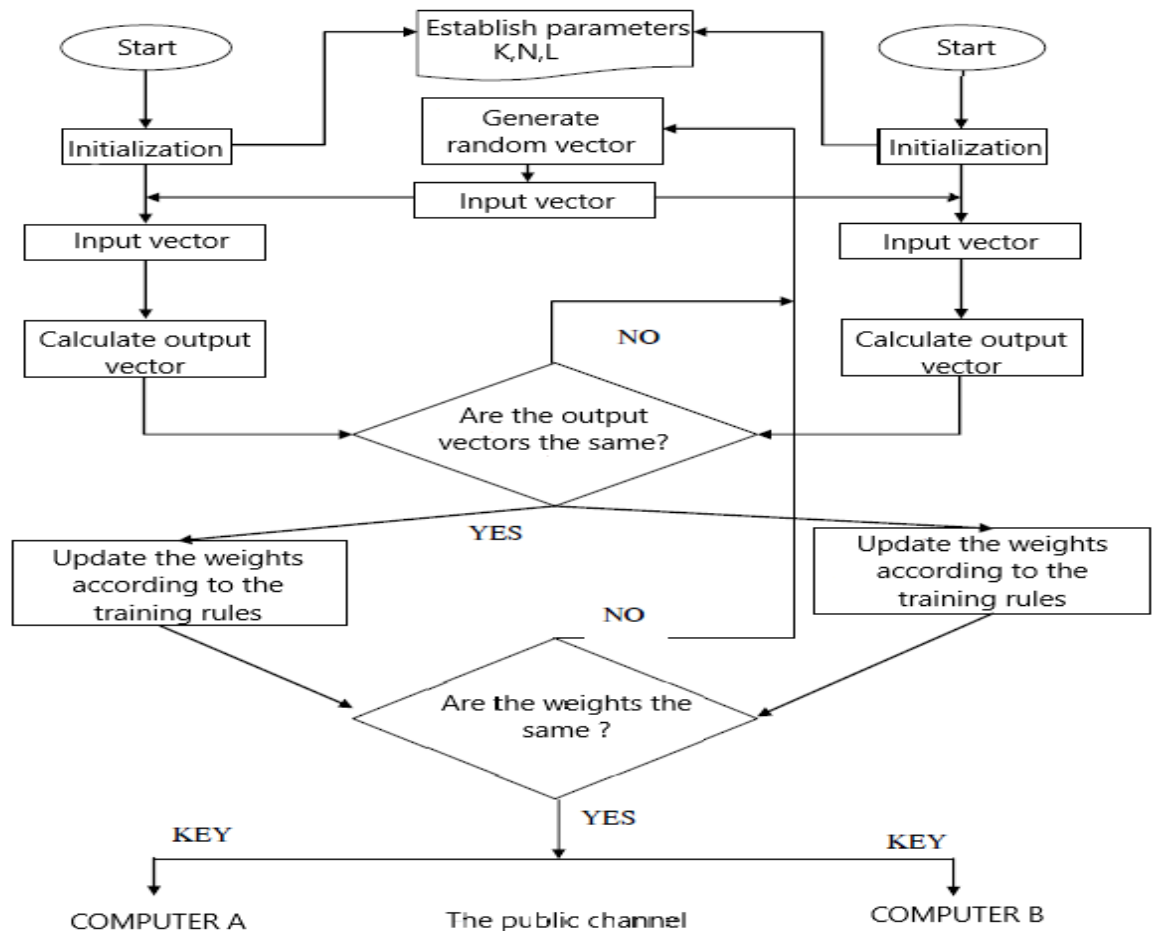 Start
Establish parameters
K,N,L
Start
Initialization
Generate
random vector
Initialization
Input vector
Input vector
Input vector
Calculate output
vector
NO
Calculate output
vector
Are the output
vectors the same?
YES
Update the weights
according to the
training rules
Update the weights
according to the
training rules
NO
Are the weights the
same ?
YES
KEY
KEY
COMPUTER A
The public channel
COMPUTER B